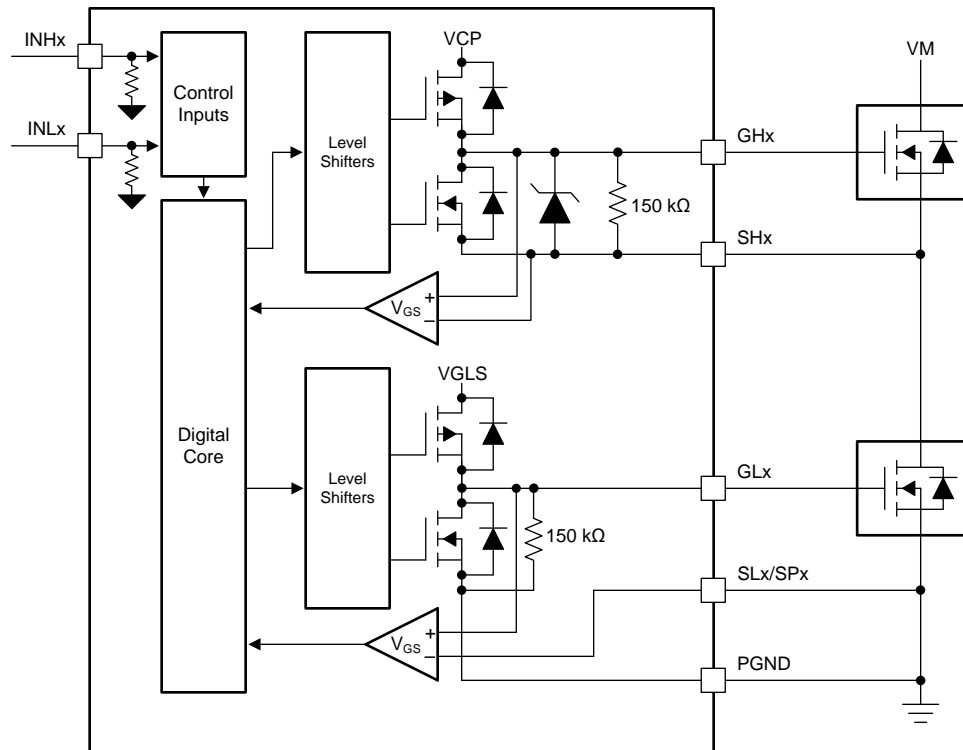 INHx
INLx
Control
Inputs
Level
Shifters
VCP
GHx
VM
150 kΩ
SHx
VGS
+
–
Digital
Core
VGLS
Level
Shifters
GLx
150 kΩ
SLx/SPx
VGS
+
–
PGND